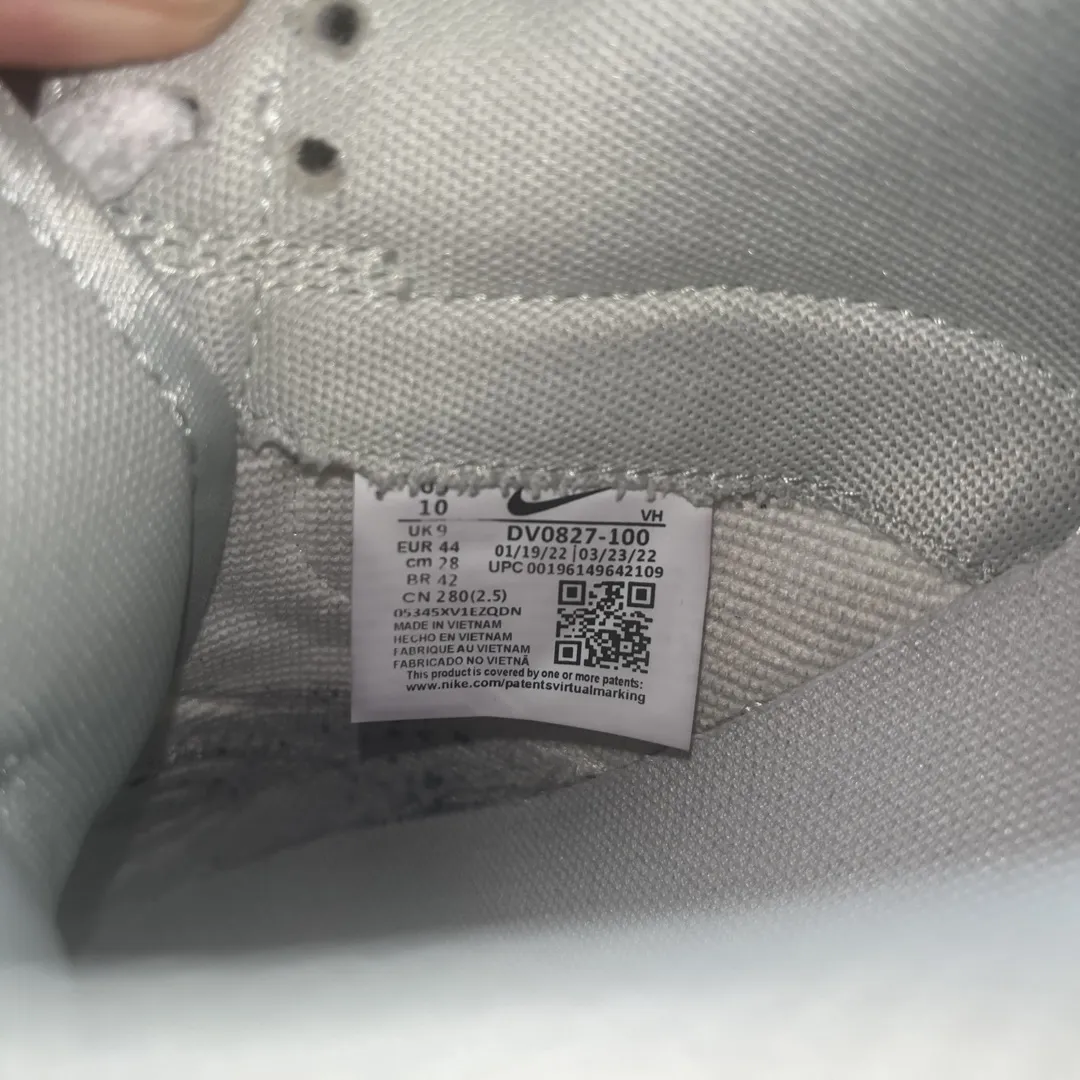 10
VH
UK 9
DV0827-100
EUR 44
01/19/22 | 03/23/22
cm 28
UPC 00196149642109
BR 42
CN 280(2.5)
05345XV1EZQDN
MADE IN VIETNAM
HECHO EN VIETNAM
FABRIQUE AU VIETNAM
FABRICADO NO VIETNÃ
This product is covered by one or more patents:
www.nike.com/patentsvirtualmarking